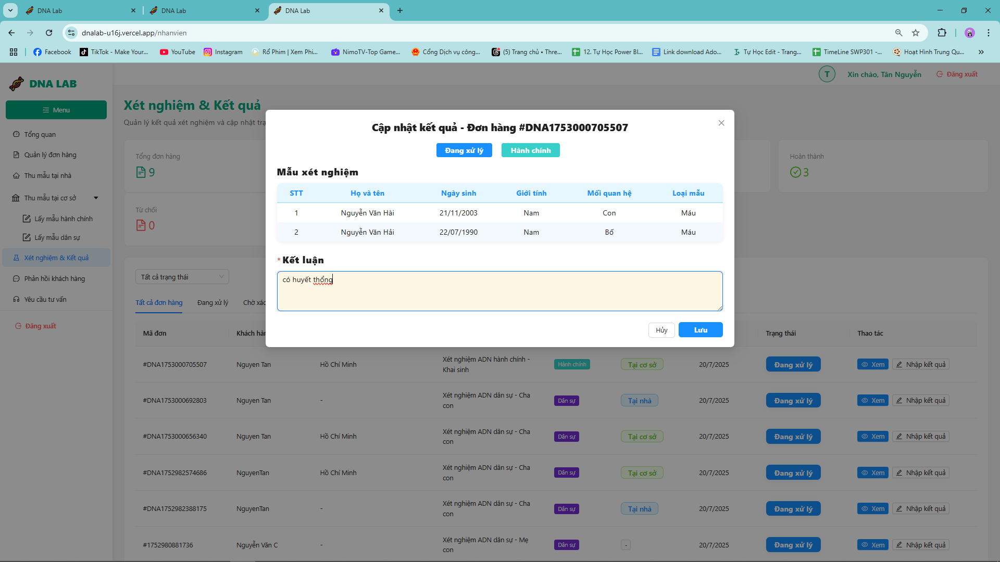 DNA Lab
DNA Lab
DNA Lab
dnalab-u16j.vercel.app/nhanvien
Facebook
TikTok - Make Your...
YouTube
Instagram
Rổ Phim | Xem Phi...
NimoTV-Top Game...
Cổng Dịch vụ công...
(5) Trang chủ • Thre...
12. Tự Học Power BI...
Link download Ado...
Tự Học Edit - Trang...
TimeLine SWP301 -...
Hoạt Hình Trung Qu...
DNA LAB
T
Xin chào, Tân Nguyễn
Đăng xuất
Menu
Tổng quan
Quản lý đơn hàng
Thu mẫu tại nhà
Thu mẫu tại cơ sở
Lấy mẫu hành chính
Lấy mẫu dân sự
Xét nghiệm & Kết quả
Phản hồi khách hàng
Yêu cầu tư vấn
Đăng xuất
Xét nghiệm & Kết quả
Quản lý kết quả xét nghiệm và cập nhật trạ
Tổng đơn hàng
9
Hoàn thành
3
Từ chối
0
Cập nhật kết quả - Đơn hàng #DNA1753000705507
Đang xử lý Hành chính
Mẫu xét nghiệm
STT Họ và tên Ngày sinh Giới tính Mối quan hệ Loại mẫu
1 Nguyễn Văn Hài 21/11/2003 Nam Con Máu
2 Nguyễn Văn Hải 22/07/1990 Nam Bố Máu
* Kết luận
có huyết thổng
Hủy Lưu
Tất cả trạng thái
Tất cả đơn hàng Đang xử lý Chờ xác
Mã đơn Khách hàn Trạng thái Thao tác
#DNA1753000705507 Nguyen Tan Hồ Chí Minh Xét nghiệm ADN hành chính - Khai sinh Hành chính Tại cơ sở 20/7/2025 Đang xử lý Xem Nhập kết quả
#DNA1753000692803 Nguyen Tan - Xét nghiệm ADN dân sự - Cha con Dân sự Tại nhà 20/7/2025 Đang xử lý Xem Nhập kết quả
#DNA1753000656340 Nguyen Tan Hồ Chí Minh Xét nghiệm ADN dân sự - Cha con Dân sự Tại cơ sở 20/7/2025 Đang xử lý Xem Nhập kết quả
#DNA1752982574686 NguyenTan Hồ Chí Minh Xét nghiệm ADN dân sự - Cha con Dân sự Tại cơ sở 20/7/2025 Đang xử lý Xem Nhập kết quả
#DNA1752982388175 NguyenTan - Xét nghiệm ADN dân sự - Cha con Dân sự Tại nhà 20/7/2025 Đang xử lý Xem Nhập kết quả
#1752980881736 Nguyễn Văn C - Xét nghiệm ADN dân sự - Mẹ con Dân sự - 20/7/2025 Đang xử lý Xem Nhập kết quả